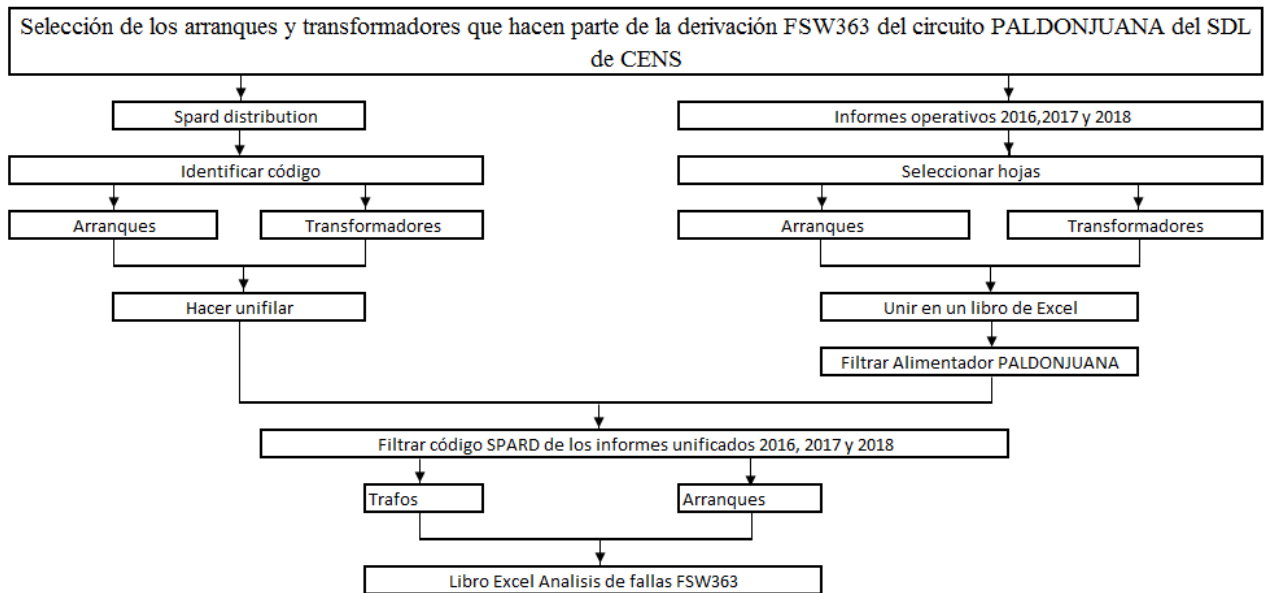 Selección de los arranques y transformadores que hacen parte de la derivación FSW363 del circuito PALDONJUANA del SDL
de CENS
Spard distribution
Informes operativos 2016,2017 y 2018
Identificar código
Seleccionar hojas
Arranques
Transformadores
Arranques
Transformadores
Hacer unifilar
Unir en un libro de Excel
Filtrar Alimentador PALDONJUANA
Filtrar código SPARD de los informes unificados 2016, 2017 y 2018
Trafos
Arranques
Libro Excel Analisis de fallas FSW363